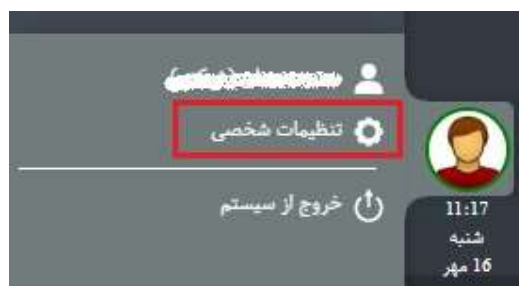 تنظیمات شخصی
خروج از سیستم
11:17
شنبه
16 مهر